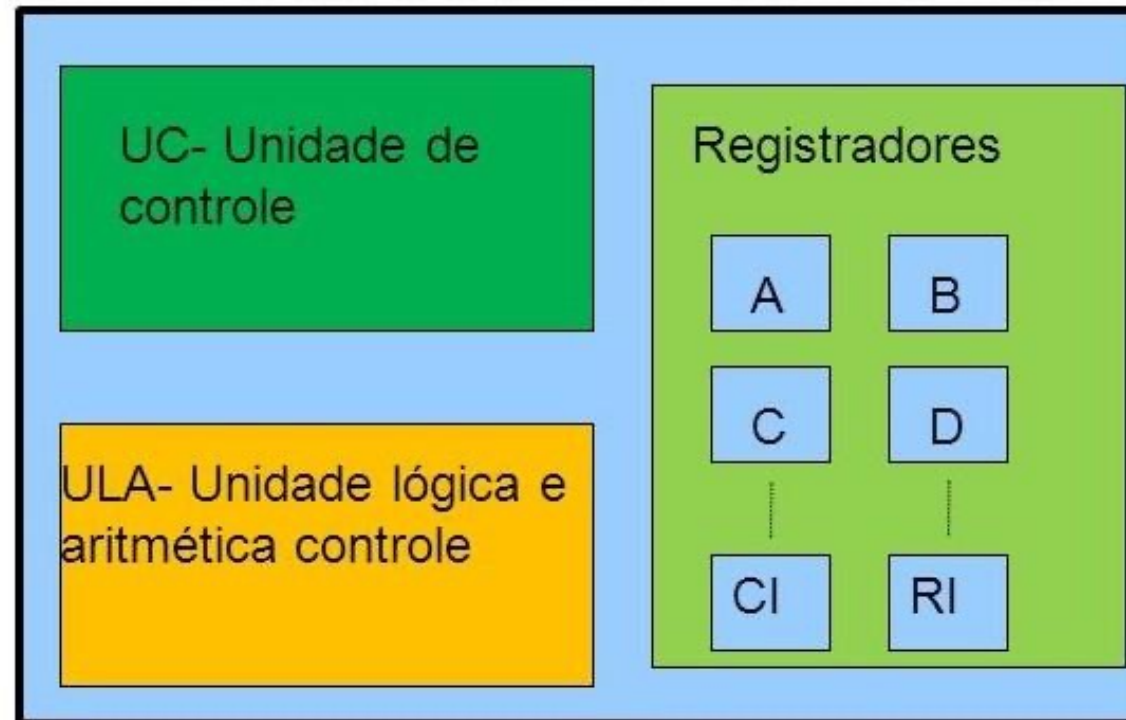 UC- Unidade de
controle
ULA- Unidade lógica e
aritmética controle
Registradores
A B
C D
CI RI